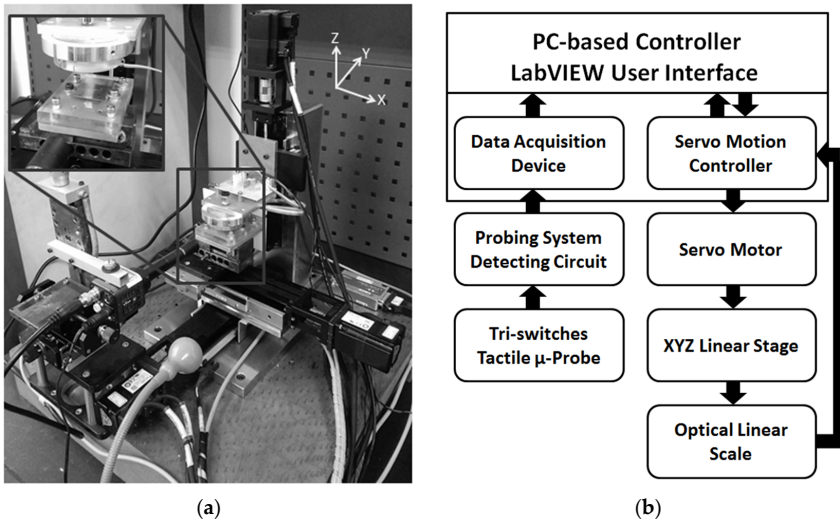 Z
Y
X
PC-based Controller
LabVIEW User Interface
Data Acquisition
Device
Servo Motion
Controller
Probing System
Detecting Circuit
Servo Motor
Tri-switches
Tactile µ-Probe
XYZ Linear Stage
Optical Linear
Scale
(a)
(b)